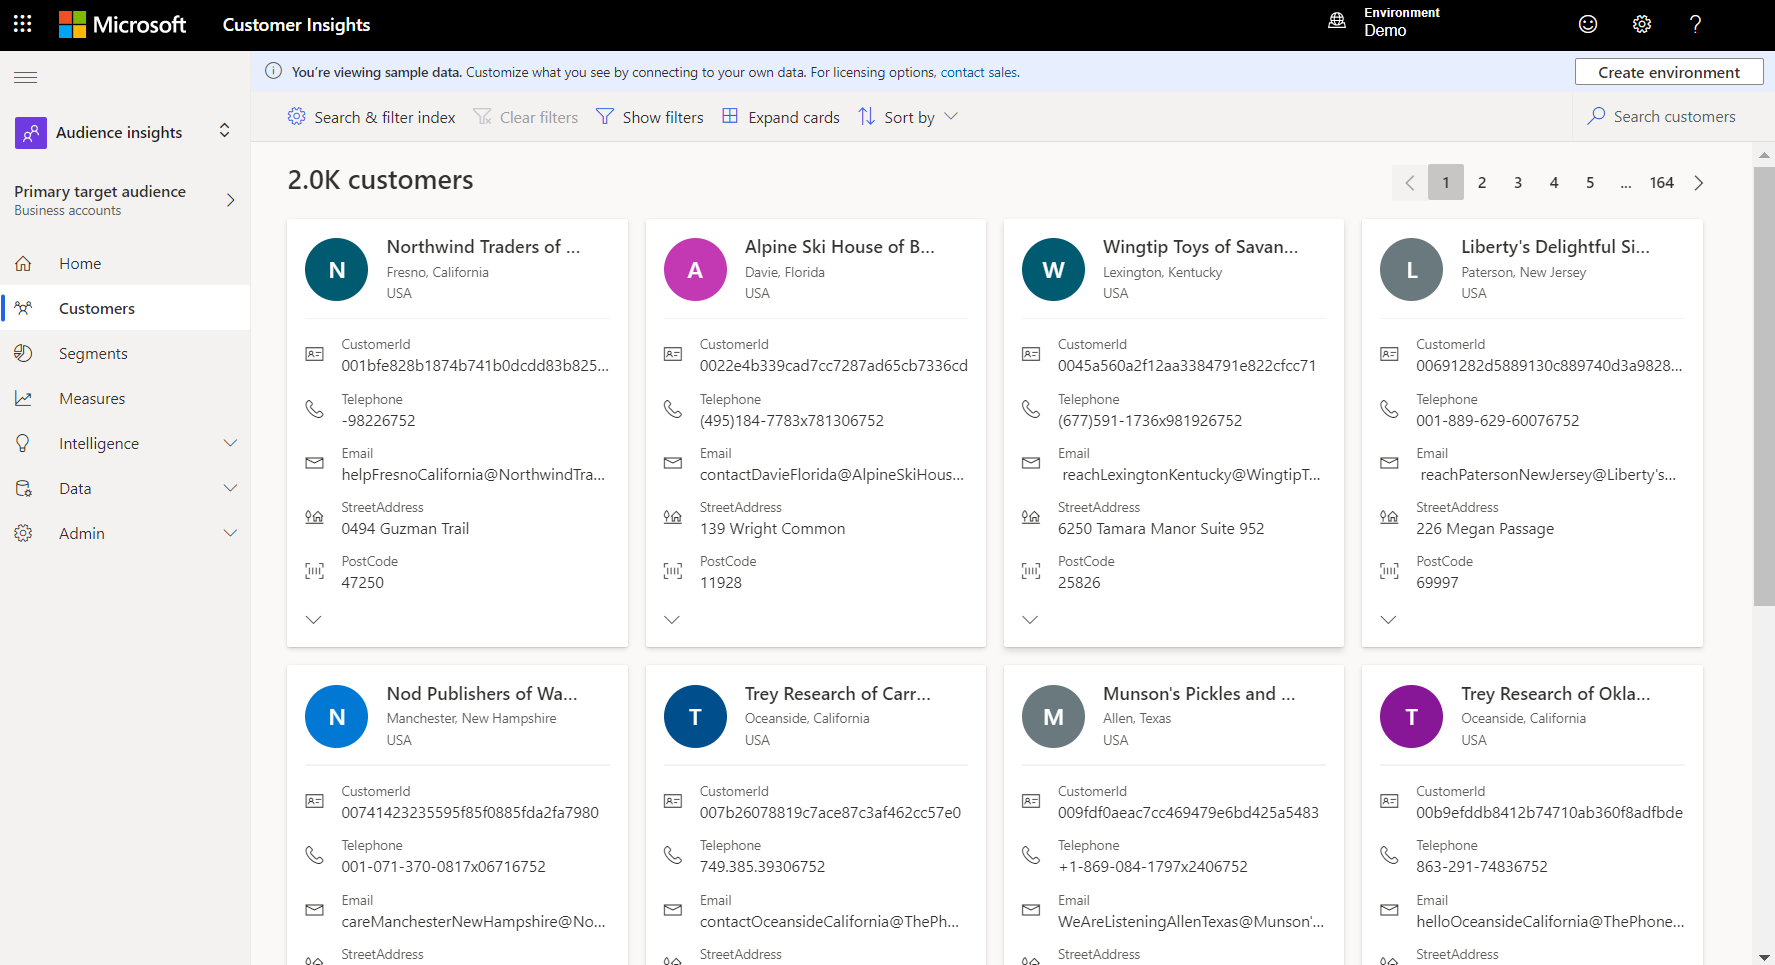 Microsoft
Customer Insights
Environment
Demo
You're viewing sample data. Customize what you see by connecting to your own data. For licensing options, contact sales.
Create environment
Audience insights
Primary target audience
Business accounts
Home
Customers
Segments
Measures
Intelligence
Data
Admin
Search & filter index
Clear filters
Show filters
Expand cards
Sort by
Search customers
2.0K customers
1 2 3 4 5 ... 164
N
Northwind Traders of ...
Fresno, California
USA
CustomerId
001bfe828b1874b741b0dcdd83b825...
Telephone
-98226752
Email
helpFresnoCalifornia@NorthwindTra...
StreetAddress
0494 Guzman Trail
PostCode
47250
A
Alpine Ski House of B...
Davie, Florida
USA
CustomerId
0022e4b339cad7cc7287ad65cb7336cd
Telephone
(495)184-7783x781306752
Email
contactDavieFlorida@AlpineSkiHous...
StreetAddress
139 Wright Common
PostCode
11928
W
Wingtip Toys of Savan...
Lexington, Kentucky
USA
CustomerId
0045a560a2f12aa3384791e822cfcc71
Telephone
(677)591-1736x981926752
Email
reachLexingtonKentucky@WingtipT...
StreetAddress
6250 Tamara Manor Suite 952
PostCode
25826
L
Liberty's Delightful Si...
Paterson, New Jersey
USA
CustomerId
00691282d5889130c889740d3a9828...
Telephone
001-889-629-60076752
Email
reachPatersonNewJersey@Liberty's...
StreetAddress
226 Megan Passage
PostCode
69997
N
Nod Publishers of Wa...
Manchester, New Hampshire
USA
CustomerId
00741423235595f85f0885fda2fa7980
Telephone
001-071-370-0817x06716752
Email
careManchesterNewHampshire@No...
StreetAddress
T
Trey Research of Carr...
Oceanside, California
USA
CustomerId
007b26078819c7ace87c3af462cc57e0
Telephone
749.385.39306752
Email
contactOceansideCalifornia@ThePh...
StreetAddress
M
Munson's Pickles and ...
Allen, Texas
USA
CustomerId
009fdf0aeac7cc469479e6bd425a5483
Telephone
+1-869-084-1797x2406752
Email
WeAreListeningAllenTexas@Munson'...
StreetAddress
T
Trey Research of Okla...
Oceanside, California
USA
CustomerId
00b9efddb8412b74710ab360f8adfbde
Telephone
863-291-74836752
Email
helloOceansideCalifornia@ThePhone...
StreetAddress